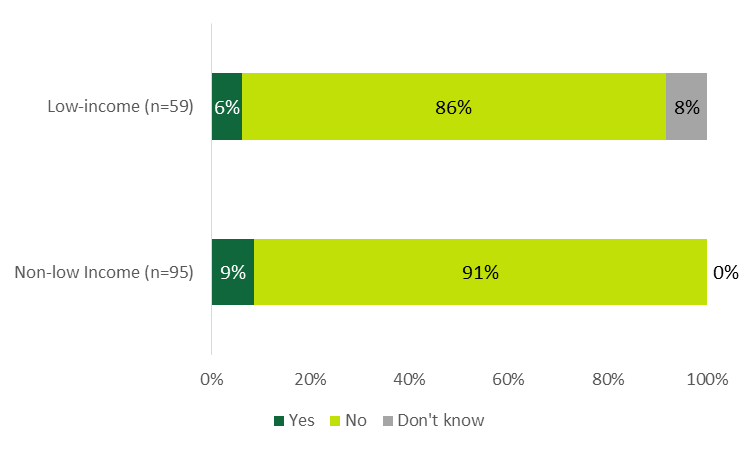 Low-income (n=59)
6% 86% 8%
Non-low Income (n=95)
9% 91% 0%
0% 20% 40% 60% 80% 100%
Yes No Don't know